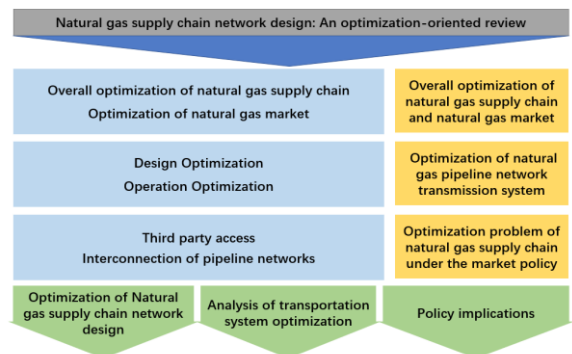 Natural gas supply chain network design: An optimization-oriented review
Overall optimization of natural gas supply chain
Optimization of natural gas market
Overall optimization of
natural gas supply chain
and natural gas market
Design Optimization
Operation Optimization
Optimization of natural
gas pipeline network
transmission system
Third party access
Interconnection of pipeline networks
Optimization problem of
natural gas supply chain
under the market policy
Optimization of Natural
gas supply chain network
design
Analysis of transportation
system optimization
Policy implications